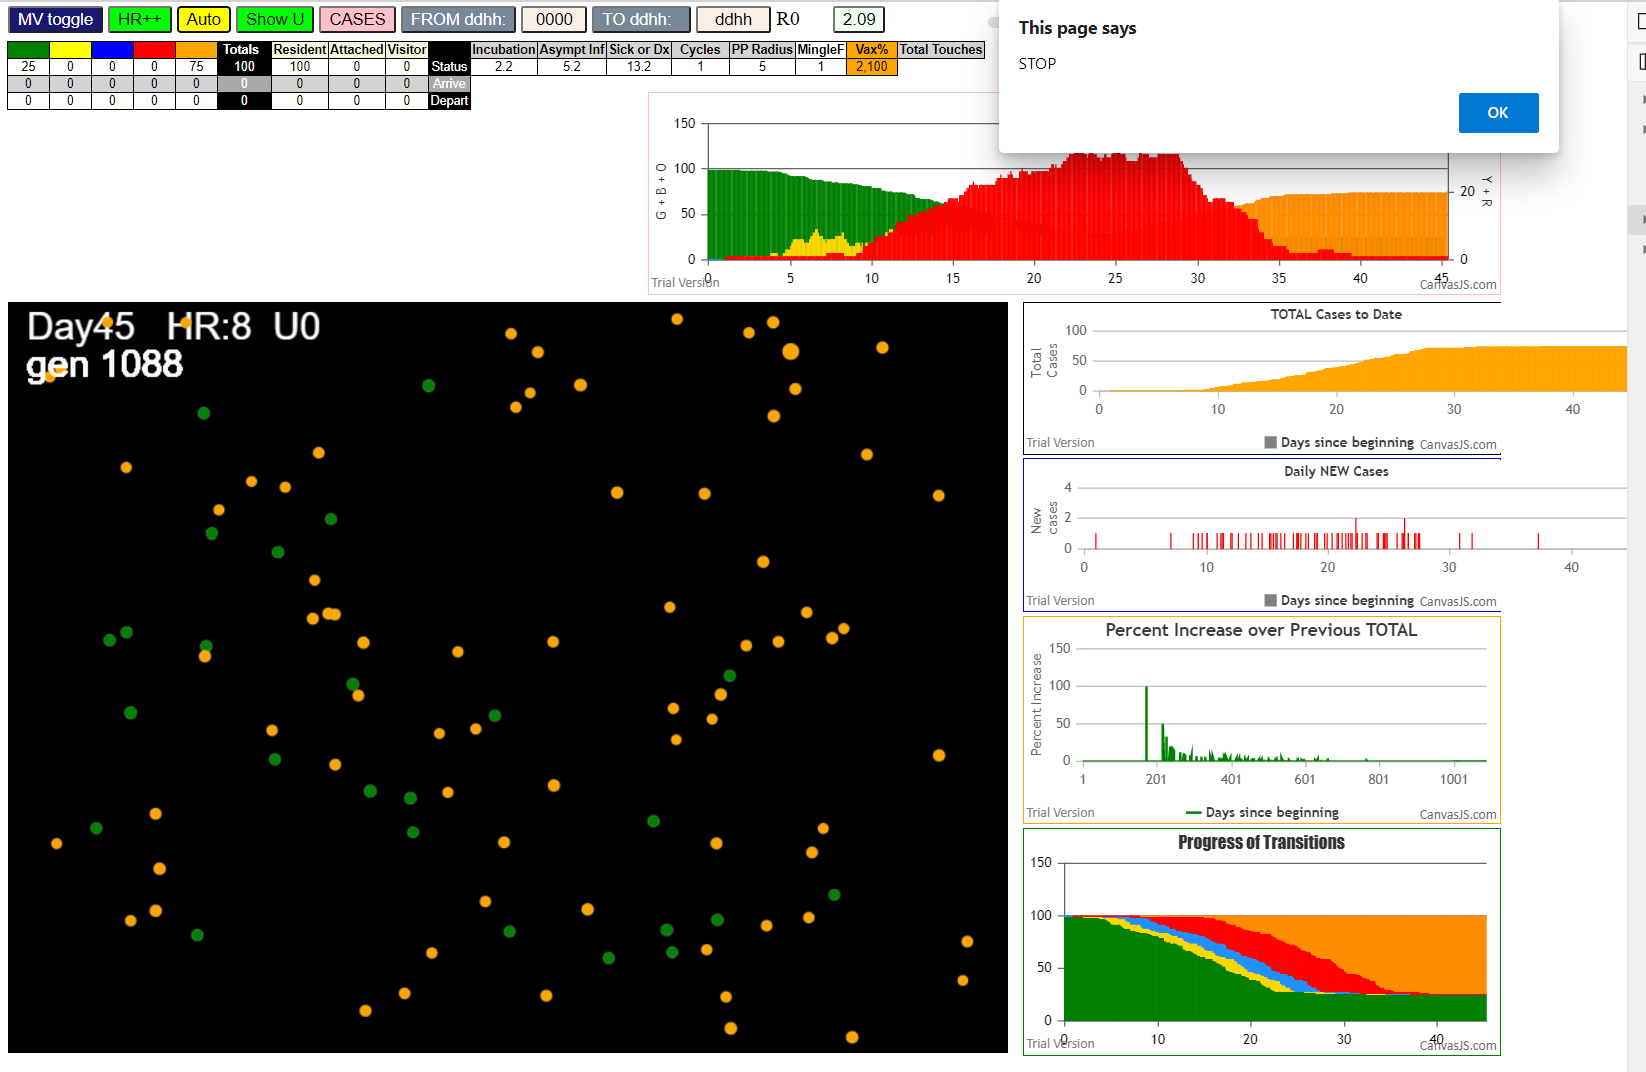 MV toggle HR++ Auto Show U CASES FROM ddhh: 0000 TO ddhh: ddhh R0 2.09
This page says
STOP
OK
Totals Resident Attached Visitor Incubation Asympt Inf Sick or Dx Cycles PP Radius MingleF Vax% Total Touches
25 0 0 0 75 100 100 0 0 Status 2.2 5.2 13.2 1 5 1 2,100
0 0 0 0 0 0 0 0 0 Arrive
0 0 0 0 0 0 0 0 0 Depart
150
100
50
0
G + B + O
20
0
Y + R
0 5 10 15 20 25 30 35 40 45
Trial Version CanvasJS.com
Day45 HR:8 U0
gen 1088
TOTAL Cases to Date
100
50
0
Total
Cases
0 10 20 30 40
Days since beginning
Trial Version CanvasJS.com
Daily NEW Cases
4
2
0
New
cases
0 10 20 30 40
Days since beginning
Trial Version CanvasJS.com
Percent Increase over Previous TOTAL
150
100
50
0
Percent Increase
1 201 401 601 801 1001
Days since beginning
Trial Version CanvasJS.com
Progress of Transitions
150
100
50
0
0 10 20 30 40
Trial Version CanvasJS.com